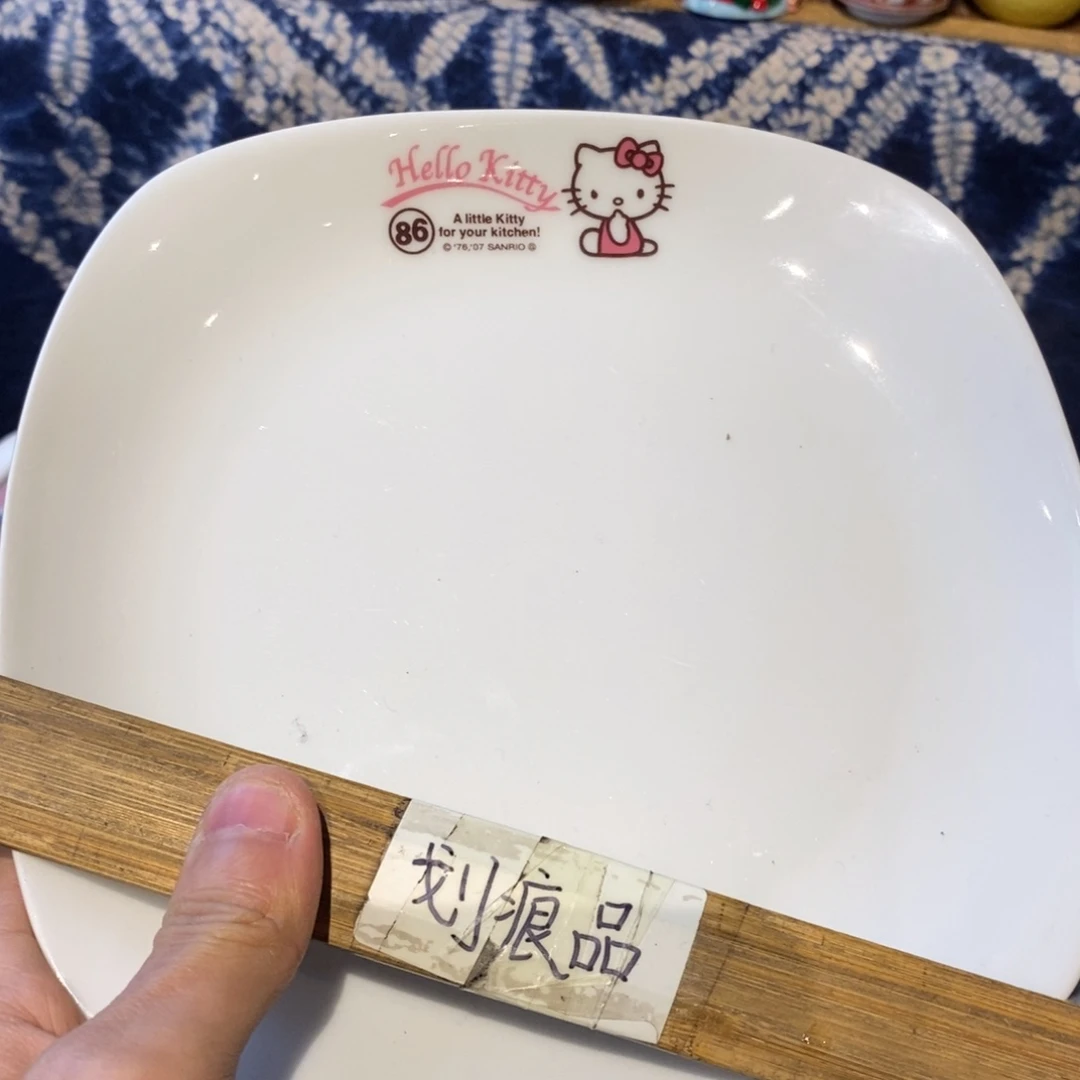 Hello Kitty
86
A little Kitty
for your kitchen!
© '76,'07 SANRIO ®
划痕品